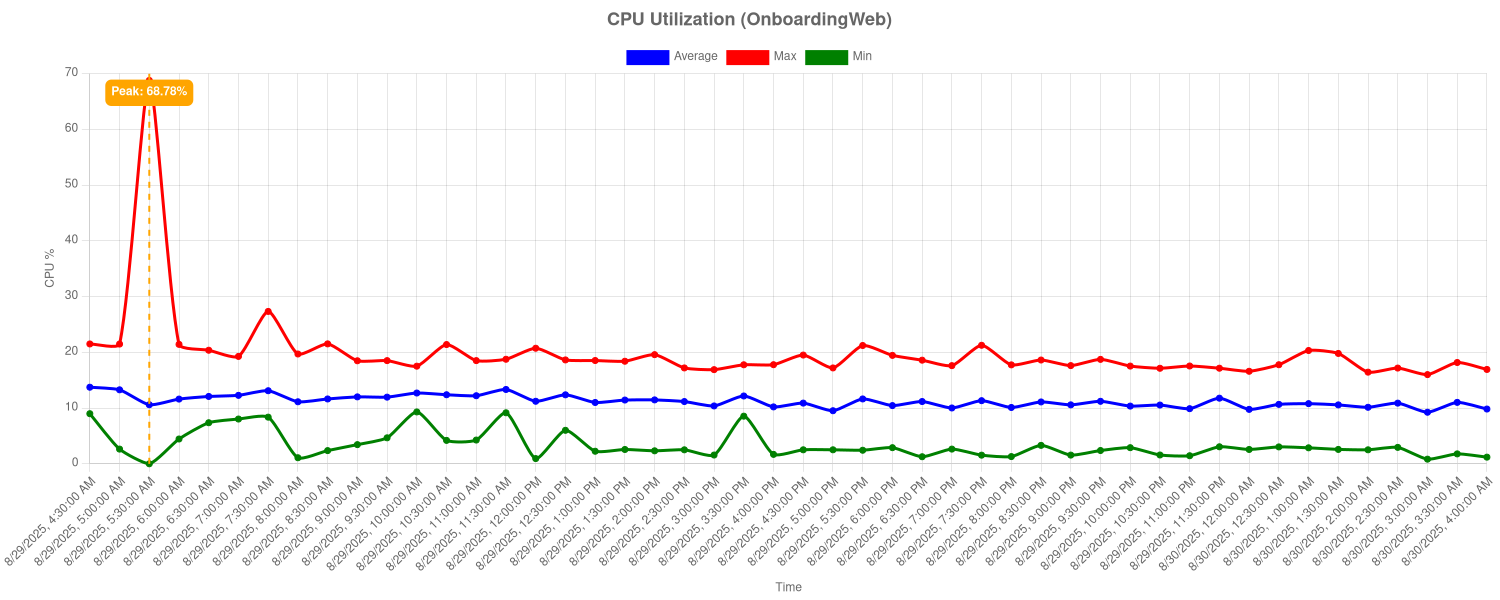 CPU Utilization (OnboardingWeb)
Average Max Min
70
Peak: 68.78%
60
50
40
30
20
10
0
CPU %
8/29/2025, 4:30:00 AM
8/29/2025, 5:00:00 AM
8/29/2025, 5:30:00 AM
8/29/2025, 6:00:00 AM
8/29/2025, 6:30:00 AM
8/29/2025, 7:00:00 AM
8/29/2025, 7:30:00 AM
8/29/2025, 8:00:00 AM
8/29/2025, 8:30:00 AM
8/29/2025, 9:00:00 AM
8/29/2025, 9:30:00 AM
8/29/2025, 10:00:00 AM
8/29/2025, 10:30:00 AM
8/29/2025, 11:00:00 AM
8/29/2025, 11:30:00 AM
8/29/2025, 12:00:00 PM
8/29/2025, 12:30:00 PM
8/29/2025, 1:00:00 PM
8/29/2025, 1:30:00 PM
8/29/2025, 2:00:00 PM
8/29/2025, 2:30:00 PM
8/29/2025, 3:00:00 PM
8/29/2025, 3:30:00 PM
8/29/2025, 4:00:00 PM
8/29/2025, 4:30:00 PM
8/29/2025, 5:00:00 PM
8/29/2025, 5:30:00 PM
8/29/2025, 6:00:00 PM
8/29/2025, 6:30:00 PM
8/29/2025, 7:00:00 PM
8/29/2025, 7:30:00 PM
8/29/2025, 8:00:00 PM
8/29/2025, 8:30:00 PM
8/29/2025, 9:00:00 PM
8/29/2025, 9:30:00 PM
8/29/2025, 10:00:00 PM
8/29/2025, 10:30:00 PM
8/29/2025, 11:00:00 PM
8/29/2025, 11:30:00 PM
8/30/2025, 12:00:00 AM
8/30/2025, 12:30:00 AM
8/30/2025, 1:00:00 AM
8/30/2025, 1:30:00 AM
8/30/2025, 2:00:00 AM
8/30/2025, 2:30:00 AM
8/30/2025, 3:00:00 AM
8/30/2025, 3:30:00 AM
8/30/2025, 4:00:00 AM
Time